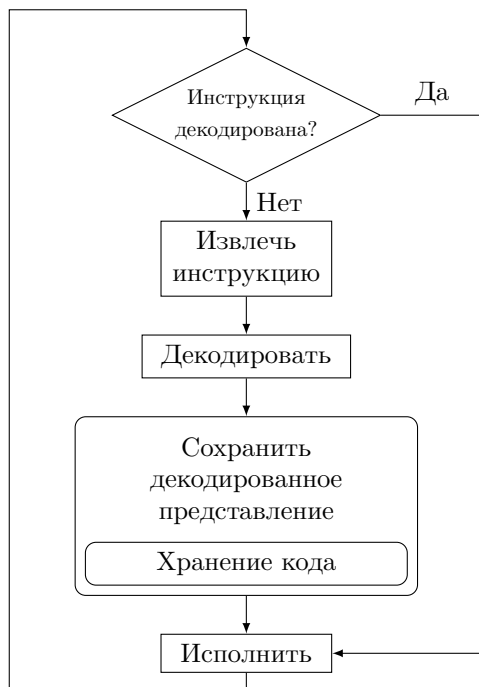 Инструкция
декодирована?
Да
Нет
Извлечь
инструкцию
Декодировать
Сохранить
декодированное
представление
Хранение кода
Исполнить